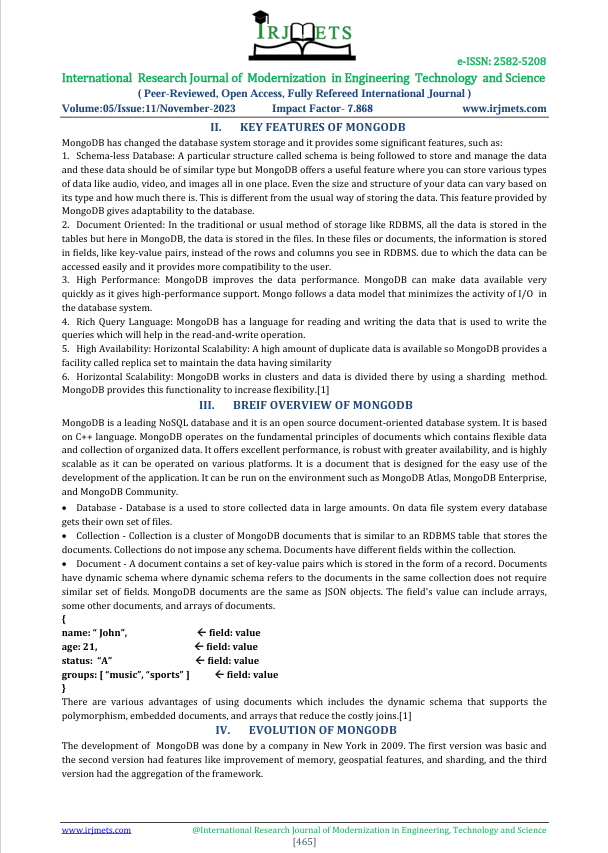 IRJMETS
e-ISSN: 2582-5208
International Research Journal of Modernization in Engineering Technology and Science
( Peer-Reviewed, Open Access, Fully Refereed International Journal )
Volume:05/Issue:11/November-2023 Impact Factor- 7.868 www.irjmets.com
II. KEY FEATURES OF MONGODB
MongoDB has changed the database system storage and it provides some significant features, such as:
1. Schema-less Database: A particular structure called schema is being followed to store and manage the data
and these data should be of similar type but MongoDB offers a useful feature where you can store various types
of data like audio, video, and images all in one place. Even the size and structure of your data can vary based on
its type and how much there is. This is different from the usual way of storing the data. This feature provided by
MongoDB gives adaptability to the database.
2. Document Oriented: In the traditional or usual method of storage like RDBMS, all the data is stored in the
tables but here in MongoDB, the data is stored in the files. In these files or documents, the information is stored
in fields, like key-value pairs, instead of the rows and columns you see in RDBMS. due to which the data can be
accessed easily and it provides more compatibility to the user.
3. High Performance: MongoDB improves the data performance. MongoDB can make data available very
quickly as it gives high-performance support. Mongo follows a data model that minimizes the activity of I/O in
the database system.
4. Rich Query Language: MongoDB has a language for reading and writing the data that is used to write the
queries which will help in the read-and-write operation.
5. High Availability: Horizontal Scalability: A high amount of duplicate data is available so MongoDB provides a
facility called replica set to maintain the data having similarity
6. Horizontal Scalability: MongoDB works in clusters and data is divided there by using a sharding method.
MongoDB provides this functionality to increase flexibility.[1]
III. BREIF OVERVIEW OF MONGODB
MongoDB is a leading NoSQL database and it is an open source document-oriented database system. It is based
on C++ language. MongoDB operates on the fundamental principles of documents which contains flexible data
and collection of organized data. It offers excellent performance, is robust with greater availability, and is highly
scalable as it can be operated on various platforms. It is a document that is designed for the easy use of the
development of the application. It can be run on the environment such as MongoDB Atlas, MongoDB Enterprise,
and MongoDB Community.
• Database - Database is a used to store collected data in large amounts. On data file system every database
gets their own set of files.
• Collection - Collection is a cluster of MongoDB documents that is similar to an RDBMS table that stores the
documents. Collections do not impose any schema. Documents have different fields within the collection.
• Document - A document contains a set of key-value pairs which is stored in the form of a record. Documents
have dynamic schema where dynamic schema refers to the documents in the same collection does not require
similar set of fields. MongoDB documents are the same as JSON objects. The field's value can include arrays,
some other documents, and arrays of documents.
{
name: “ John”, ← field: value
age: 21, ← field: value
status: “A” ← field: value
groups: [ “music”, “sports” ] ← field: value
}
There are various advantages of using documents which includes the dynamic schema that supports the
polymorphism, embedded documents, and arrays that reduce the costly joins.[1]
IV. EVOLUTION OF MONGODB
The development of MongoDB was done by a company in New York in 2009. The first version was basic and
the second version had features like improvement of memory, geospatial features, and sharding, and the third
version had the aggregation of the framework.
www.irjmets.com @International Research Journal of Modernization in Engineering, Technology and Science
[465]